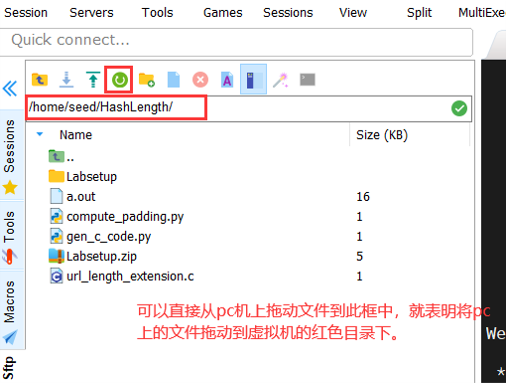 Session Servers Tools Games Sessions View Split MultiExe
Quick connect...
/home/seed/HashLength/
Name Size (KB)
..
Labsetup
a.out 16
compute_padding.py 1
gen_c_code.py 1
Labsetup.zip 5
url_length_extension.c 1
可以直接从pc机上拖动文件到此框中，就表明将pc
上的文件拖动到虚拟机的红色目录下。
Sessions
Tools
Macros
Sftp
We
*